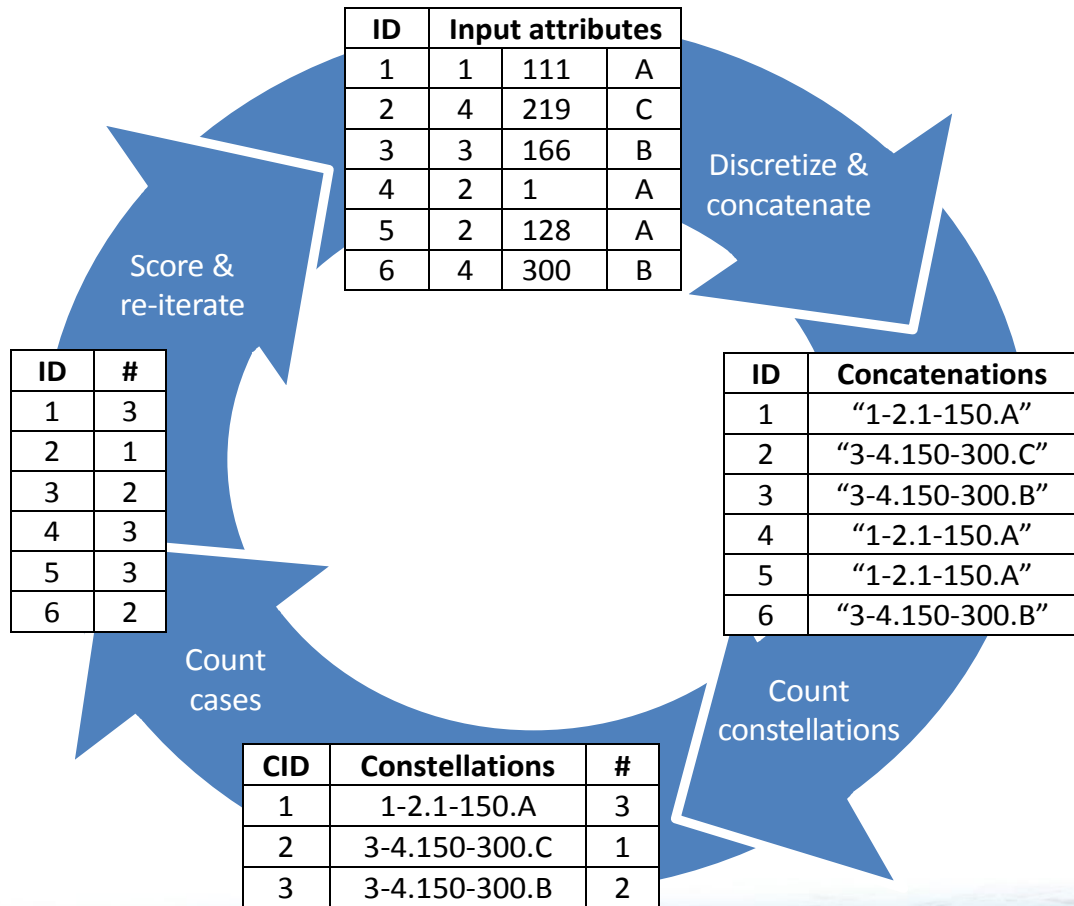 ID Input attributes
1 1 111 A
2 4 219 C
3 3 166 B
4 2 1 A
5 2 128 A
6 4 300 B
Discretize &
concatenate
ID Concatenations
1 “1-2.1-150.A”
2 “3-4.150-300.C”
3 “3-4.150-300.B”
4 “1-2.1-150.A”
5 “1-2.1-150.A”
6 “3-4.150-300.B”
Count
constellations
CID Constellations #
1 1-2.1-150.A 3
2 3-4.150-300.C 1
3 3-4.150-300.B 2
Count
cases
ID #
1 3
2 1
3 2
4 3
5 3
6 2
Score &
re-iterate